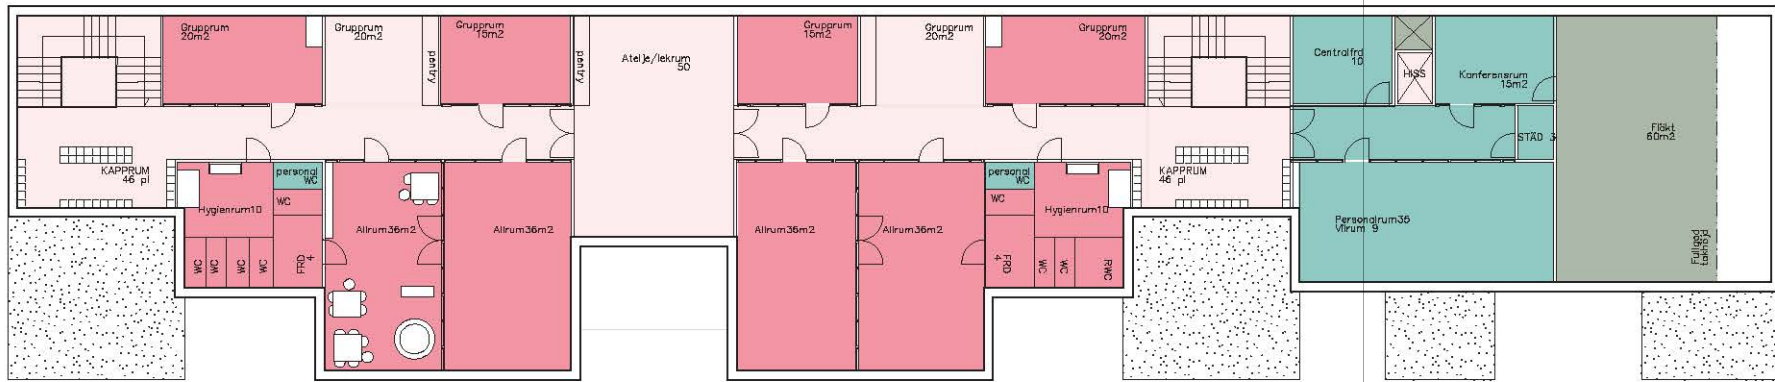 Grupprum
20m2
Grupprum
20m2
pentry
Grupprum
15m2
pentry
Atelje/lekrum
50
Grupprum
15m2
Grupprum
20m2
Grupprum
20m2
Centralfrd
10
HISS
Konferensrum
15m2
Fläkt
60m2
STÄD 3
KAPPRUM
46 pl
personal
WC
WC
Hygienrum10
WC
WC
WC
WC
FRD
4
Allrum36m2
Allrum36m2
Allrum36m2
Allrum36m2
personal
WC
WC
Hygienrum10
FRD
4
WC
WC
RWC
KAPPRUM
46 pl
Personalrum35
Vilrum 9
Fullgod
takhöjd